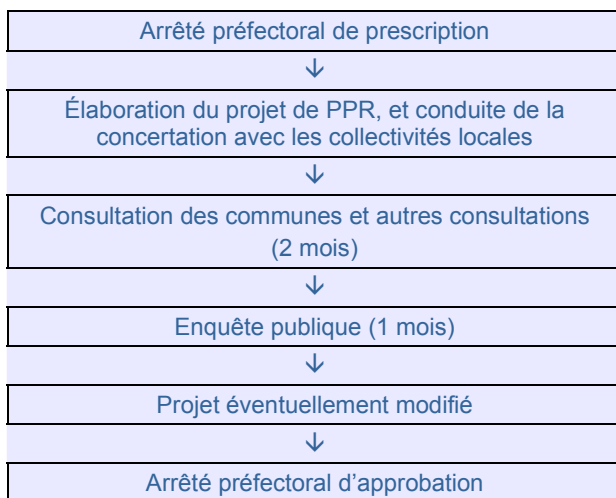 Arrêté préfectoral de prescription
↓
Élaboration du projet de PPR, et conduite de la
concertation avec les collectivités locales
↓
Consultation des communes et autres consultations
(2 mois)
↓
Enquête publique (1 mois)
↓
Projet éventuellement modifié
↓
Arrêté préfectoral d’approbation